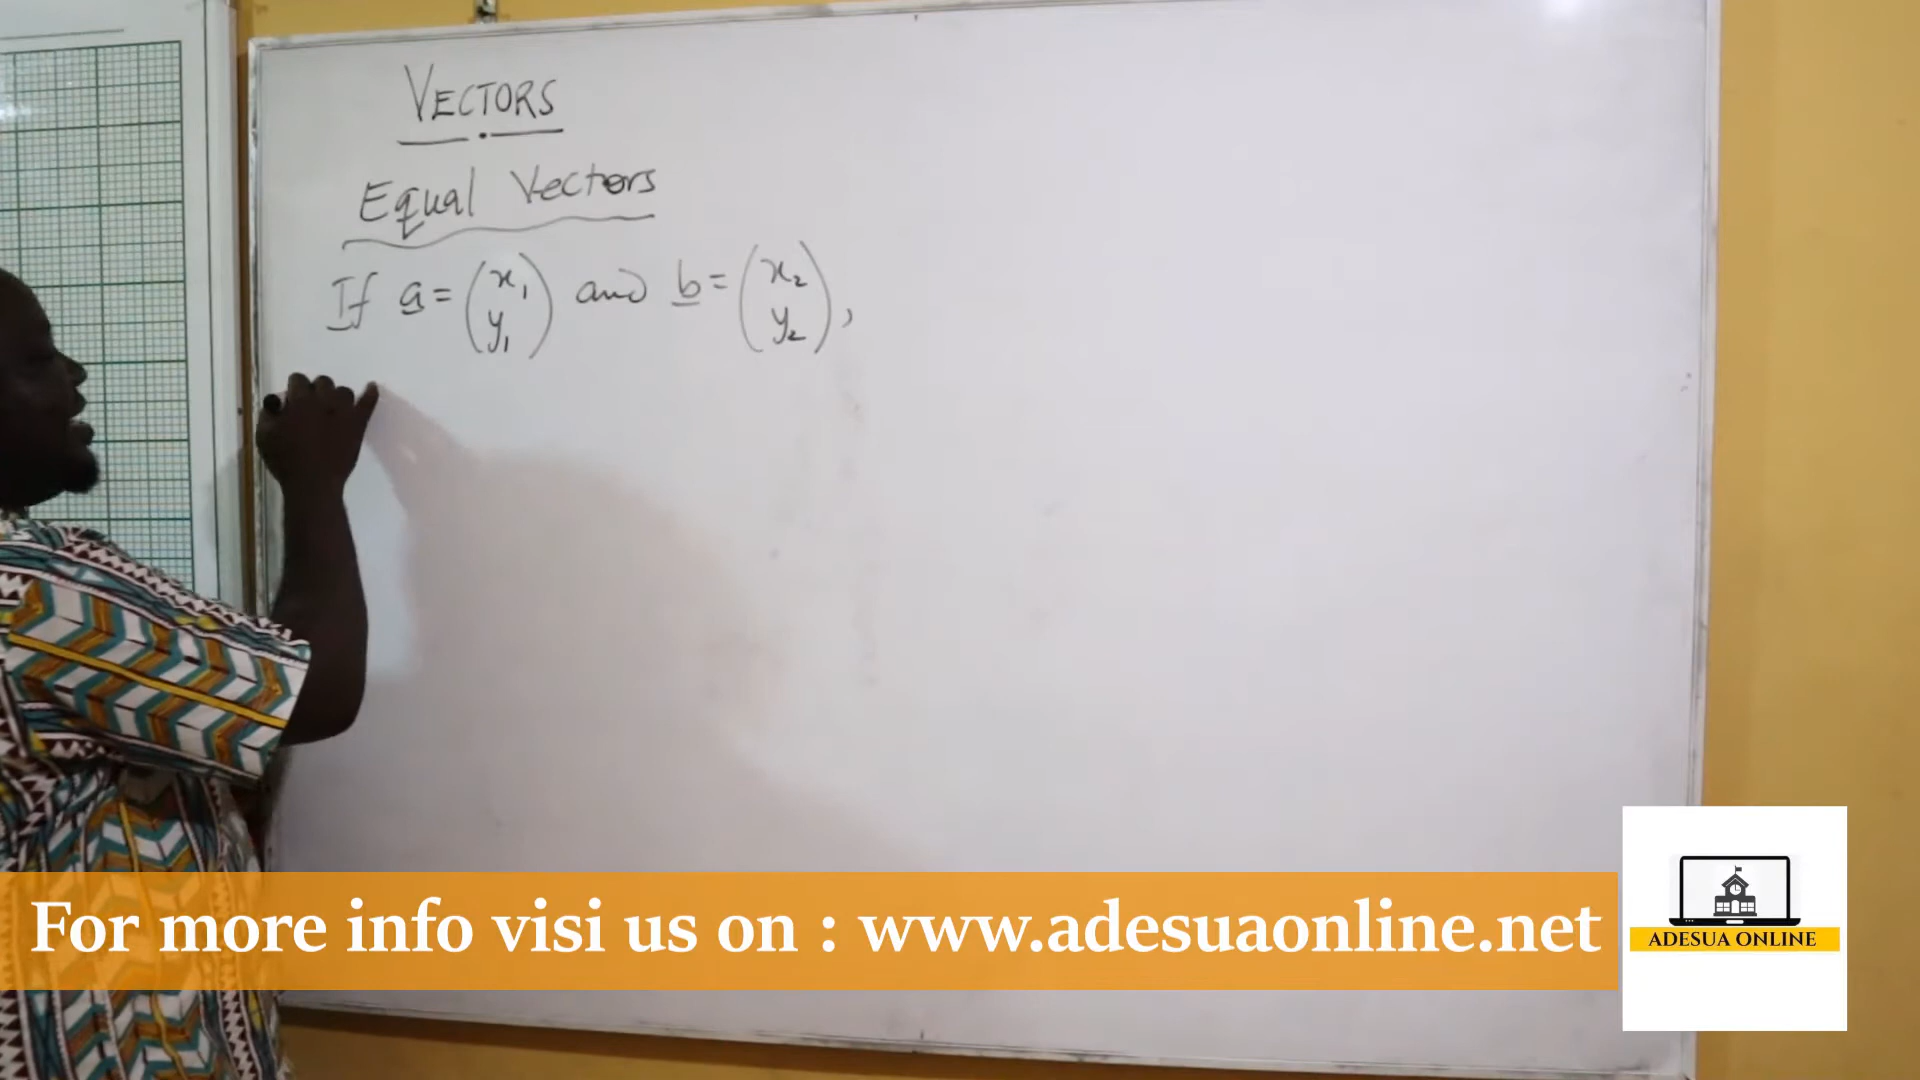 VECTORS
Equal Vectors
If a = (x₁ y₁) and b = (x₂ y₂),
For more info visi us on : www.adesuaonline.net
ADESUA ONLINE